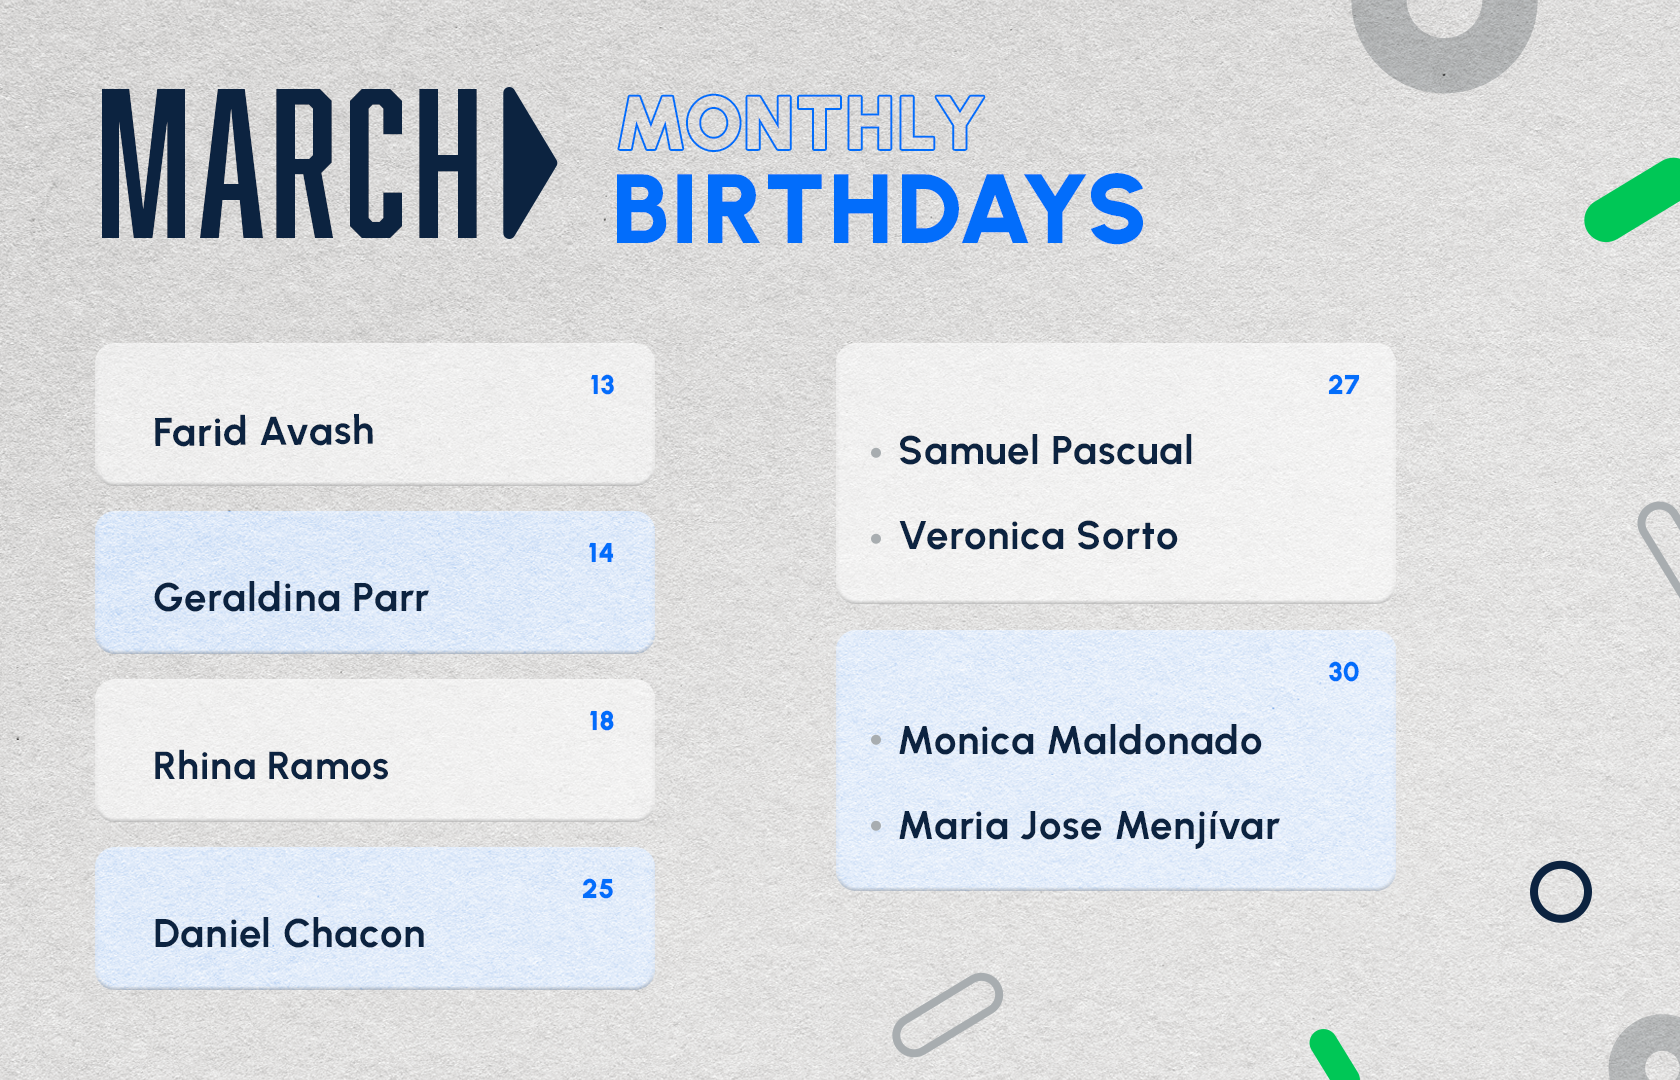 MARCH
MONTHLY
BIRTHDAYS
13
Farid Avash
14
Geraldina Parr
18
Rhina Ramos
25
Daniel Chacon
27
• Samuel Pascual
• Veronica Sorto
30
• Monica Maldonado
• Maria Jose Menjívar